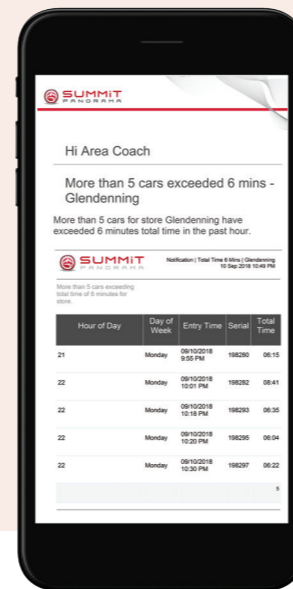 SUMMiT
PANORAMA
Hi Area Coach
More than 5 cars exceeded 6 mins -
Glendenning
More than 5 cars for store Glendenning have
exceeded 6 minutes total time in the past hour.
SUMMiT
PANORAMA
Notification | Total Time 6 Mins | Glendenning
10 Sep 2018 10:49 PM
More than 5 cars exceeding
total time of 6 minutes for
store.
Hour of Day Day of Week Entry Time Serial Total Time
21 Monday 09/10/2018 9:55 PM 198280 06:15
22 Monday 09/10/2018 10:01 PM 198282 08:41
22 Monday 09/10/2018 10:18 PM 198293 06:35
22 Monday 09/10/2018 10:20 PM 198295 06:04
22 Monday 09/10/2018 10:30 PM 198297 06:22